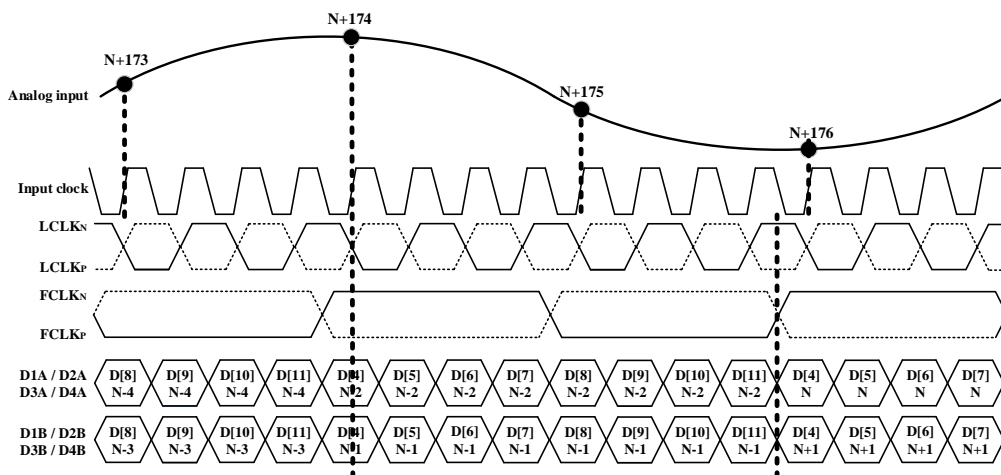 N+174
N+173
Analog input
N+175
N+176
Input clock
LCLKN
LCLKP
FCLKN
FCLKP
D1A / D2A D[8] D[9] D[10] D[11] D[4] D[5] D[6] D[7] D[8] D[9] D[10] D[11] D[4] D[5] D[6] D[7]
D3A / D4A N-4 N-4 N-4 N-4 N-2 N-2 N-2 N-2 N-2 N-2 N-2 N-2 N N N N
D1B / D2B D[8] D[9] D[10] D[11] D[4] D[5] D[6] D[7] D[8] D[9] D[10] D[11] D[4] D[5] D[6] D[7]
D3B / D4B N-3 N-3 N-3 N-3 N-1 N-1 N-1 N-1 N-1 N-1 N-1 N-1 N+1 N+1 N+1 N+1